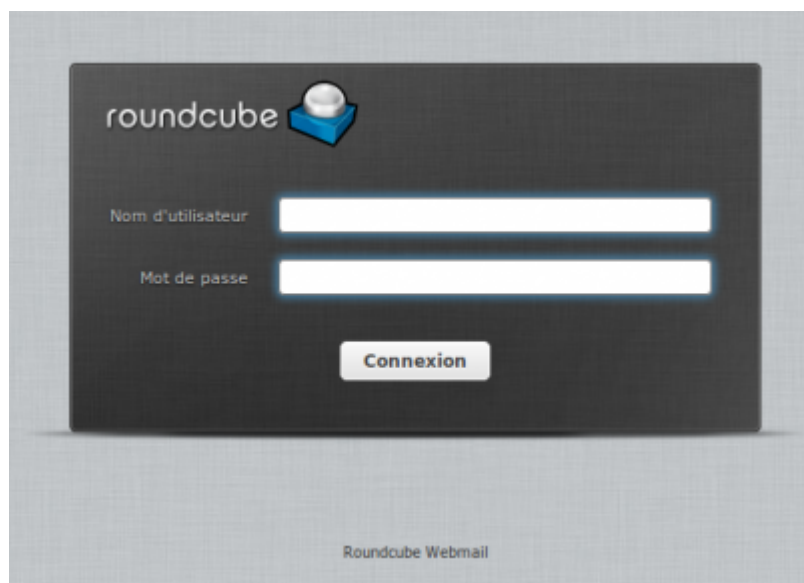 roundcube
Nom d'utilisateur
Mot de passe
Connexion
Roundcube Webmail